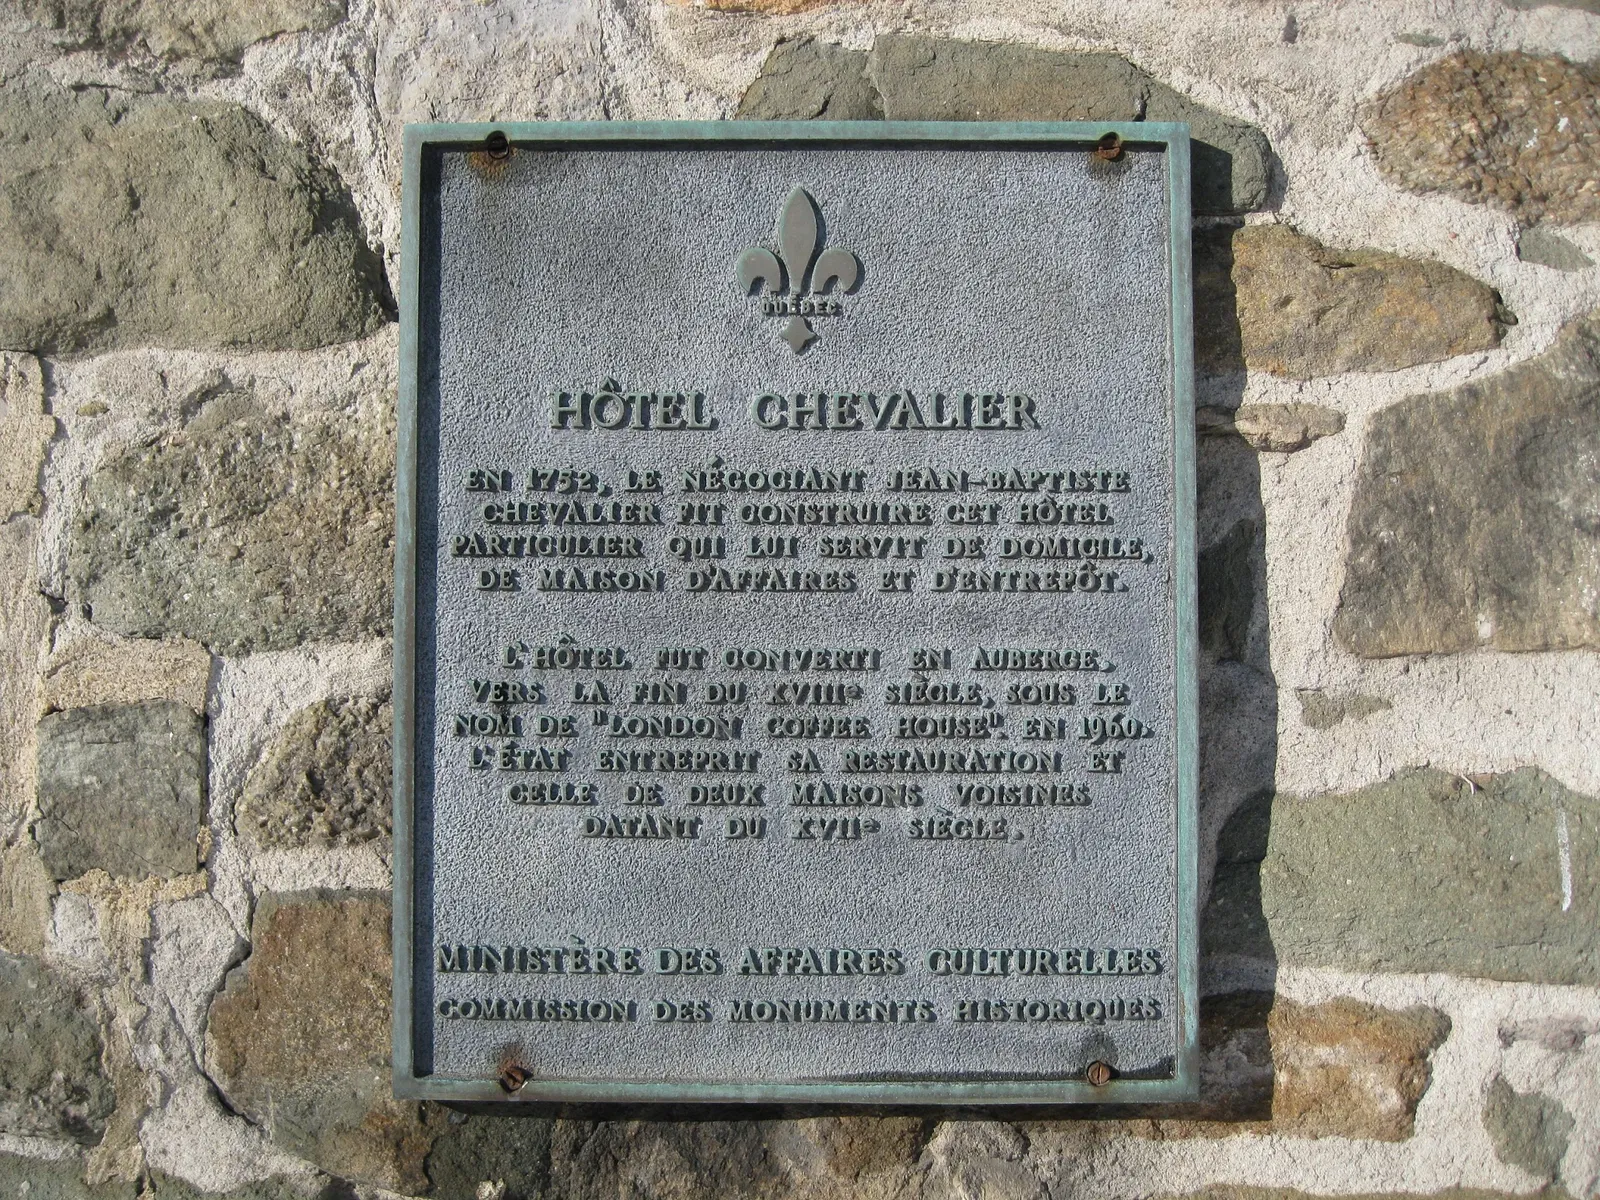 QUÉBEC
HÔTEL CHEVALIER
EN 1752, LE NÉGOCIANT JEAN-BAPTISTE
CHEVALIER FIT CONSTRUIRE CET HÔTEL
PARTICULIER QUI LUI SERVIT DE DOMICILE,
DE MAISON D'AFFAIRES ET D'ENTREPÔT.
L'HÔTEL FUT CONVERTI EN AUBERGE,
VERS LA FIN DU XVIIIe SIÈCLE, SOUS LE
NOM DE "LONDON COFFEE HOUSE". EN 1960,
L'ÉTAT ENTREPRIT SA RESTAURATION ET
CELLE DE DEUX MAISONS VOISINES
DATANT DU XVIIe SIÈCLE.
MINISTÈRE DES AFFAIRES CULTURELLES
COMMISSION DES MONUMENTS HISTORIQUES